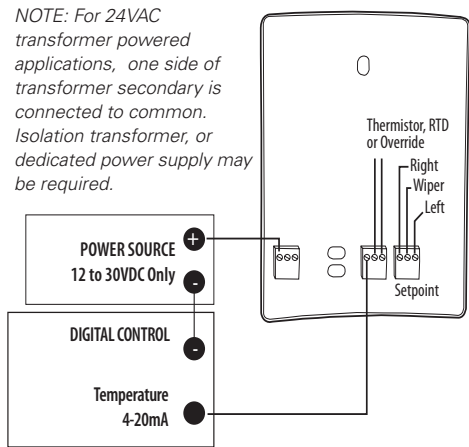 NOTE: For 24VAC
transformer powered
applications, one side of
transformer secondary is
connected to common.
Isolation transformer, or
dedicated power supply may
be required.
Thermistor, RTD
or Override
Right
Wiper
Left
Setpoint
POWER SOURCE
12 to 30VDC Only
+
-
DIGITAL CONTROL
-
Temperature
4-20mA